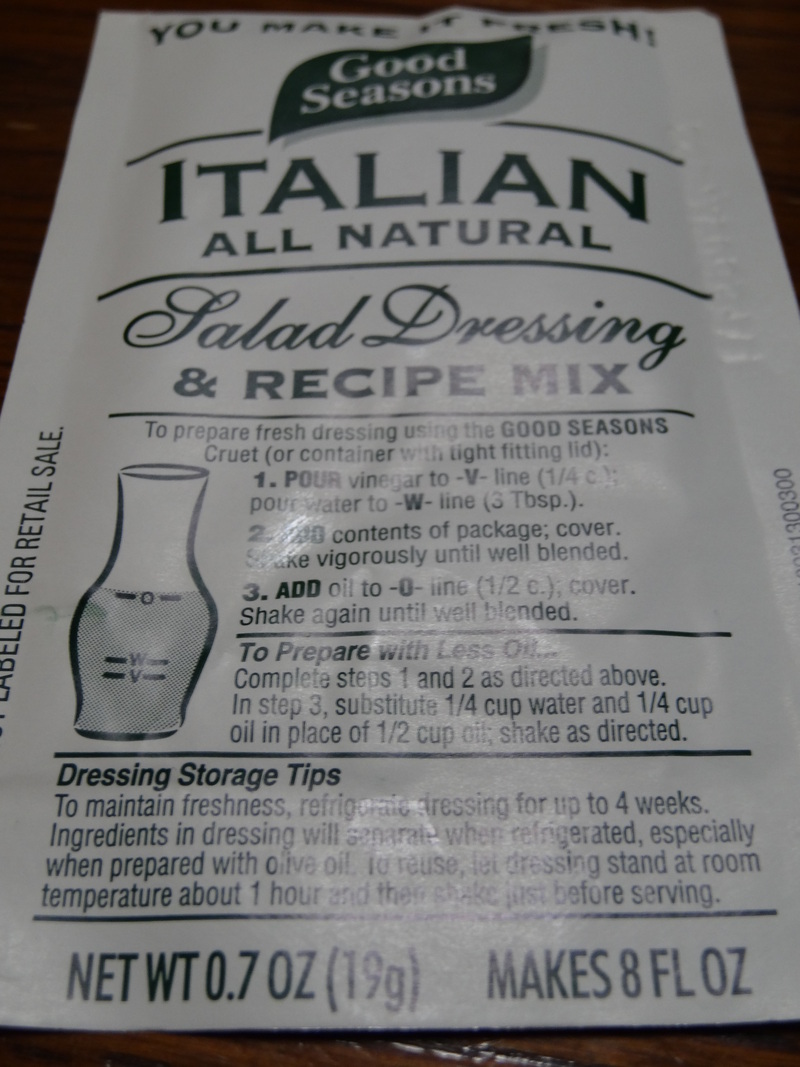 YOU MAKE IT FRESH!
Good
Seasons
ITALIAN
ALL NATURAL
Salad Dressing
& RECIPE MIX
To prepare fresh dressing using the GOOD SEASONS
Cruet (or container with tight fitting lid):
1. POUR vinegar to -V- line (1/4 c.);
pour water to -W- line (3 Tbsp.).
2. ADD contents of package; cover.
Shake vigorously until well blended.
3. ADD oil to -O- line (1/2 c.); cover.
Shake again until well blended.
O
W
V
To Prepare with Less Oil...
Complete steps 1 and 2 as directed above.
In step 3, substitute 1/4 cup water and 1/4 cup
oil in place of 1/2 cup oil; shake as directed.
Dressing Storage Tips
To maintain freshness, refrigerate dressing for up to 4 weeks.
Ingredients in dressing will separate when refrigerated, especially
when prepared with olive oil. To reuse, let dressing stand at room
temperature about 1 hour and then shake just before serving.
NET WT 0.7 OZ (19g) MAKES 8 FL OZ
LABELED FOR RETAIL SALE.